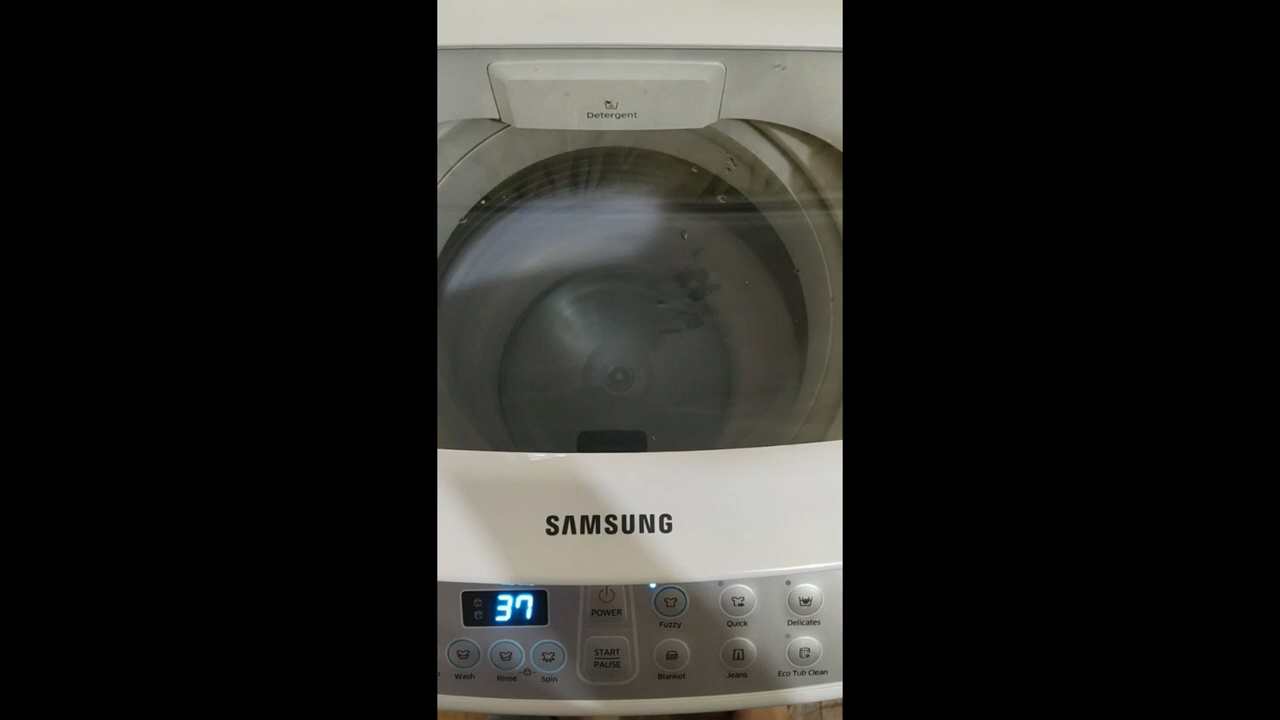 Detergent
SAMSUNG
37
POWER
Fuzzy
Quick
Delicates
START
PAUSE
Wash
Rinse
Spin
Blanket
Jeans
Eco Tub Clean